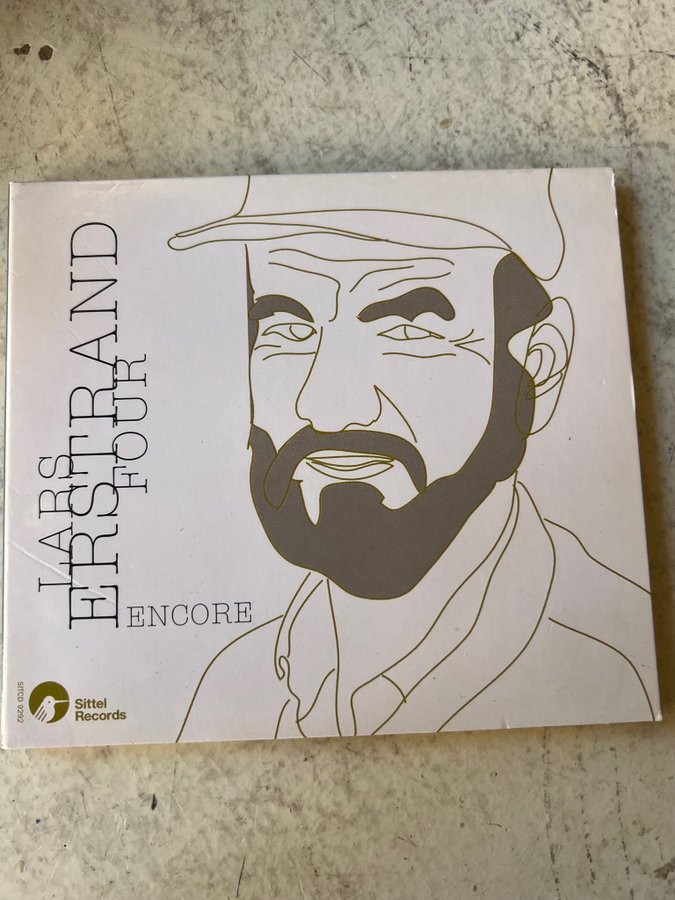 LARS
ERSTRAND
FOUR
ENCORE
SITCD 9292
Sittel
Records